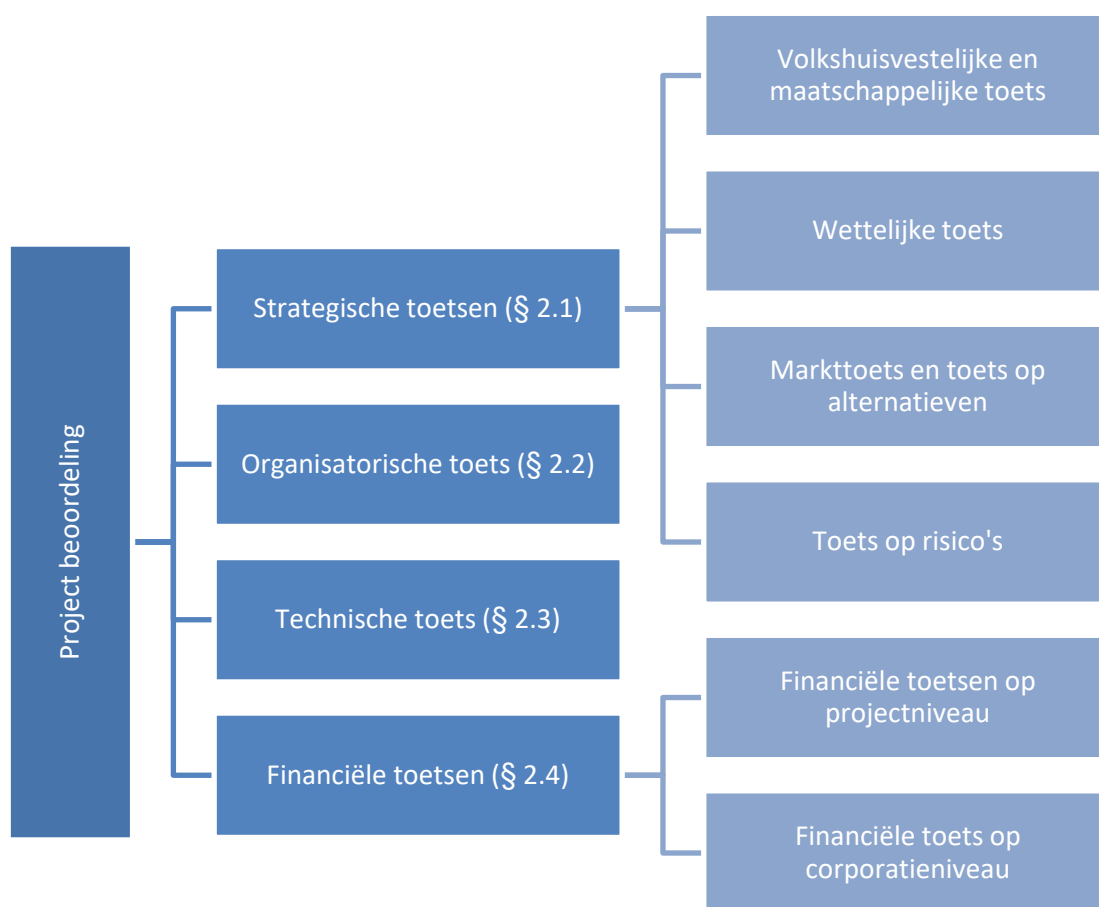 Project beoordeling
Strategische toetsen (§ 2.1)
Volkshuisvestelijke en
maatschappelijke toets
Wettelijke toets
Markttoets en toets op
alternatieven
Toets op risico's
Organisatorische toets (§ 2.2)
Technische toets (§ 2.3)
Financiële toetsen (§ 2.4)
Financiële toetsen op
projectniveau
Financiële toets op
corporatieniveau